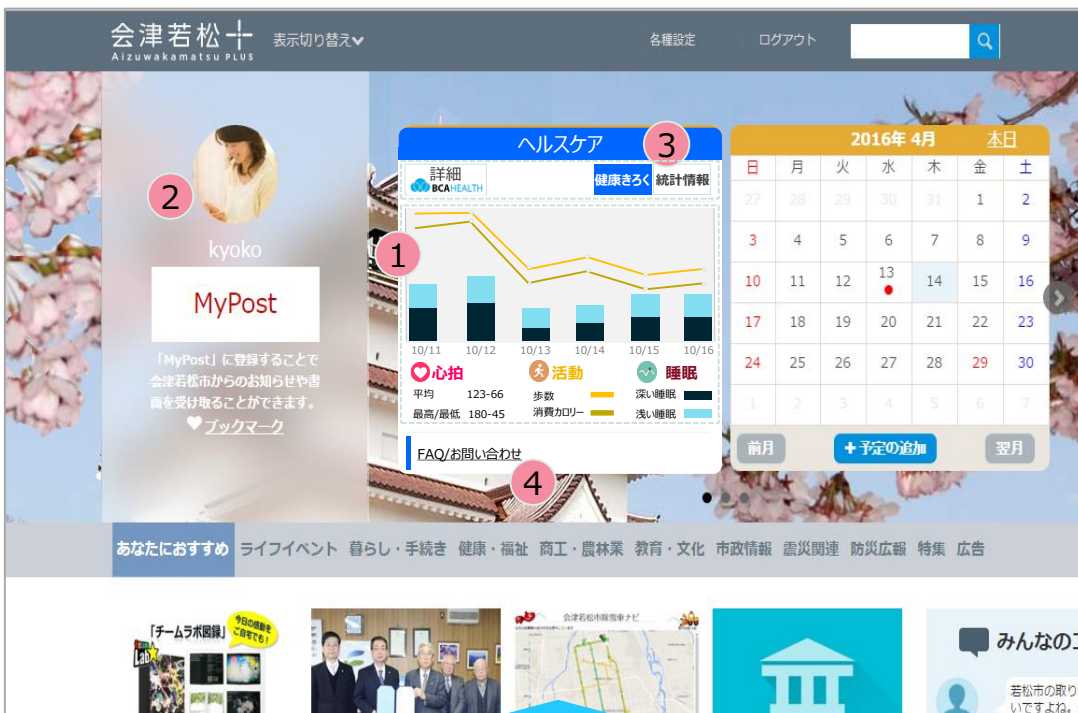 会津若松+
Aizuwakamatsu PLUS
表示切り替え
各種設定
ログアウト
2
kyoko
MyPost
「MyPost」に登録することで
会津若松市からのお知らせや書
面を受け取ることができます。
ブックマーク
ヘルスケア
3
詳細
BCAHEALTH
健康きろく 統計情報
1
10/11 10/12 10/13 10/14 10/15 10/16
心拍 活動 睡眠
平均 123-66 歩数 深い睡眠
最高/最低 180-45 消費カロリー 浅い睡眠
FAQ/お問い合わせ
4
2016年 4月 本日
日 月 火 水 木 金 土
27 28 29 30 31 1 2
3 4 5 6 7 8 9
10 11 12 13 14 15 16
17 18 19 20 21 22 23
24 25 26 27 28 29 30
1 2 3 4 5 6 7
前月 +予定の追加 翌月
あなたにおすすめ ライフイベント 暮らし・手続き 健康・福祉 商工・農林業 教育・文化 市政情報 震災関連 防災広報 特集 広告
「チームラボ図録」
今日の感動を
ご自宅でも!
Lab
会津若松市除雪車ナビ
みんなの
若松市の取り
いですよね。